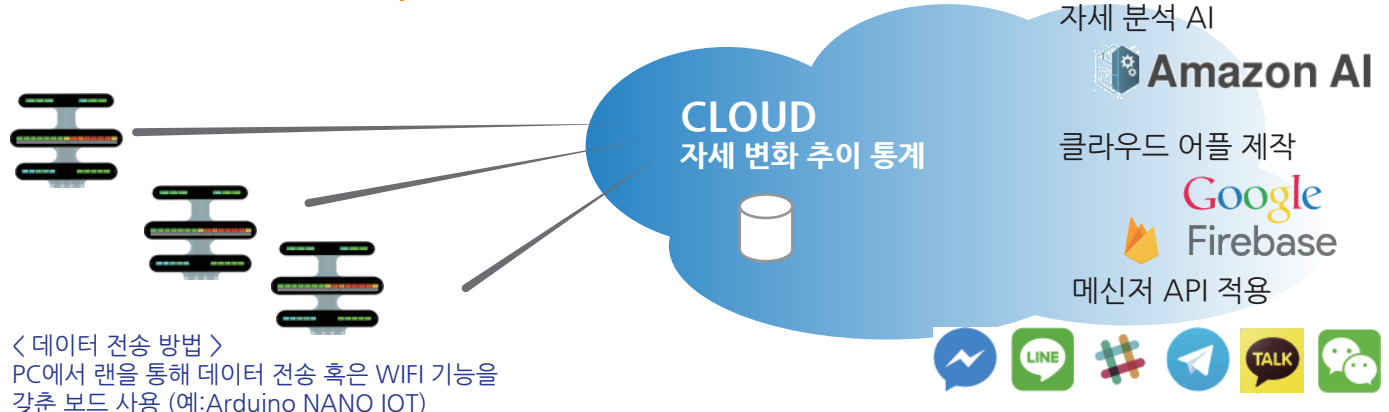 자세 분석 AI
Amazon AI
CLOUD
자세 변화 추이 통계
클라우드 어플 제작
Google
Firebase
메신저 API 적용
LINE
TALK
< 데이터 전송 방법 >
PC에서 랜을 통해 데이터 전송 혹은 WIFI 기능을
갖춘 보드 사용 (예:Arduino NANO IOT)